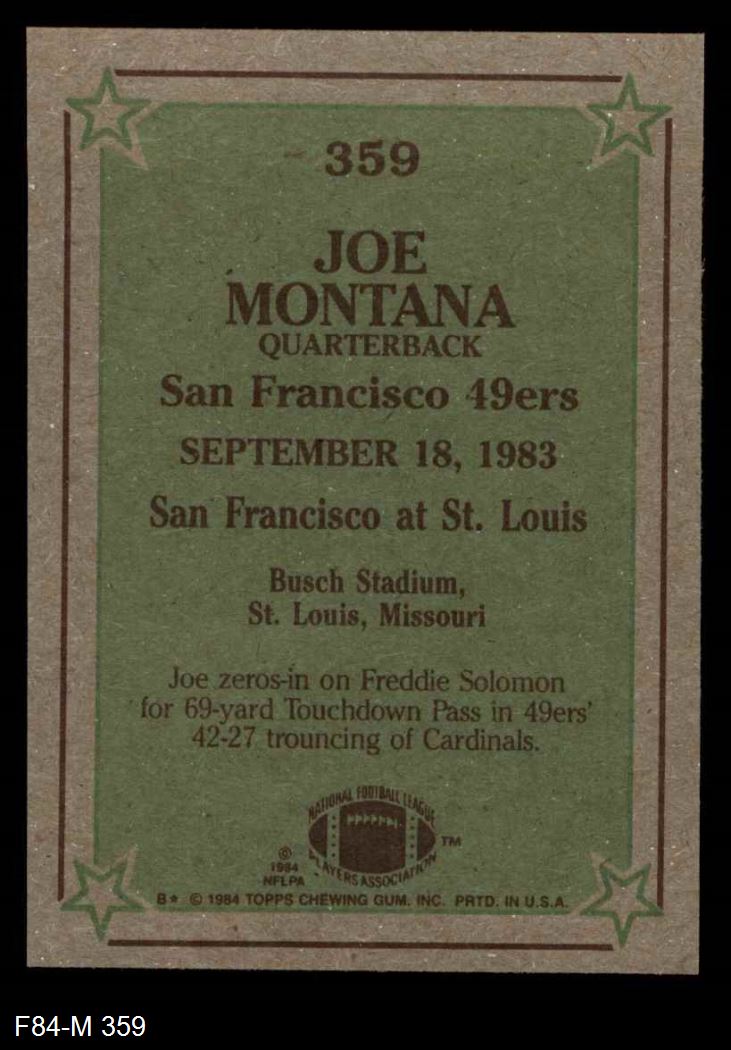 359
JOE
MONTANA
QUARTERBACK
San Francisco 49ers
SEPTEMBER 18, 1983
San Francisco at St. Louis
Busch Stadium,
St. Louis, Missouri
Joe zeros-in on Freddie Solomon
for 69-yard Touchdown Pass in 49ers'
42-27 trouncing of Cardinals.
NATIONAL FOOTBALL LEAGUE
PLAYERS ASSOCIATION
TM
©
1984
NFLPA
B* © 1984 TOPPS CHEWING GUM. INC. PRTD. IN U.S.A.
F84-M 359